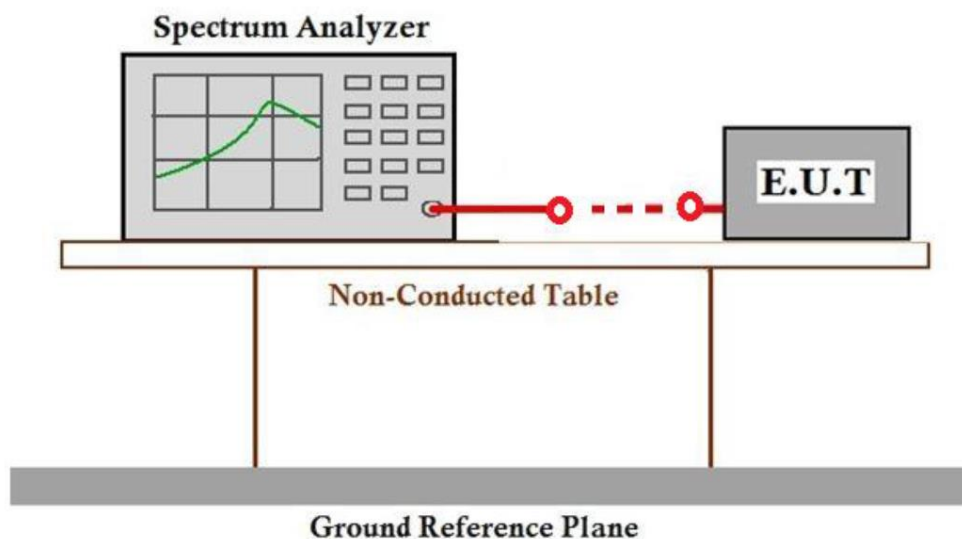 Spectrum Analyzer
E.U.T
Non-Conducted Table
Ground Reference Plane